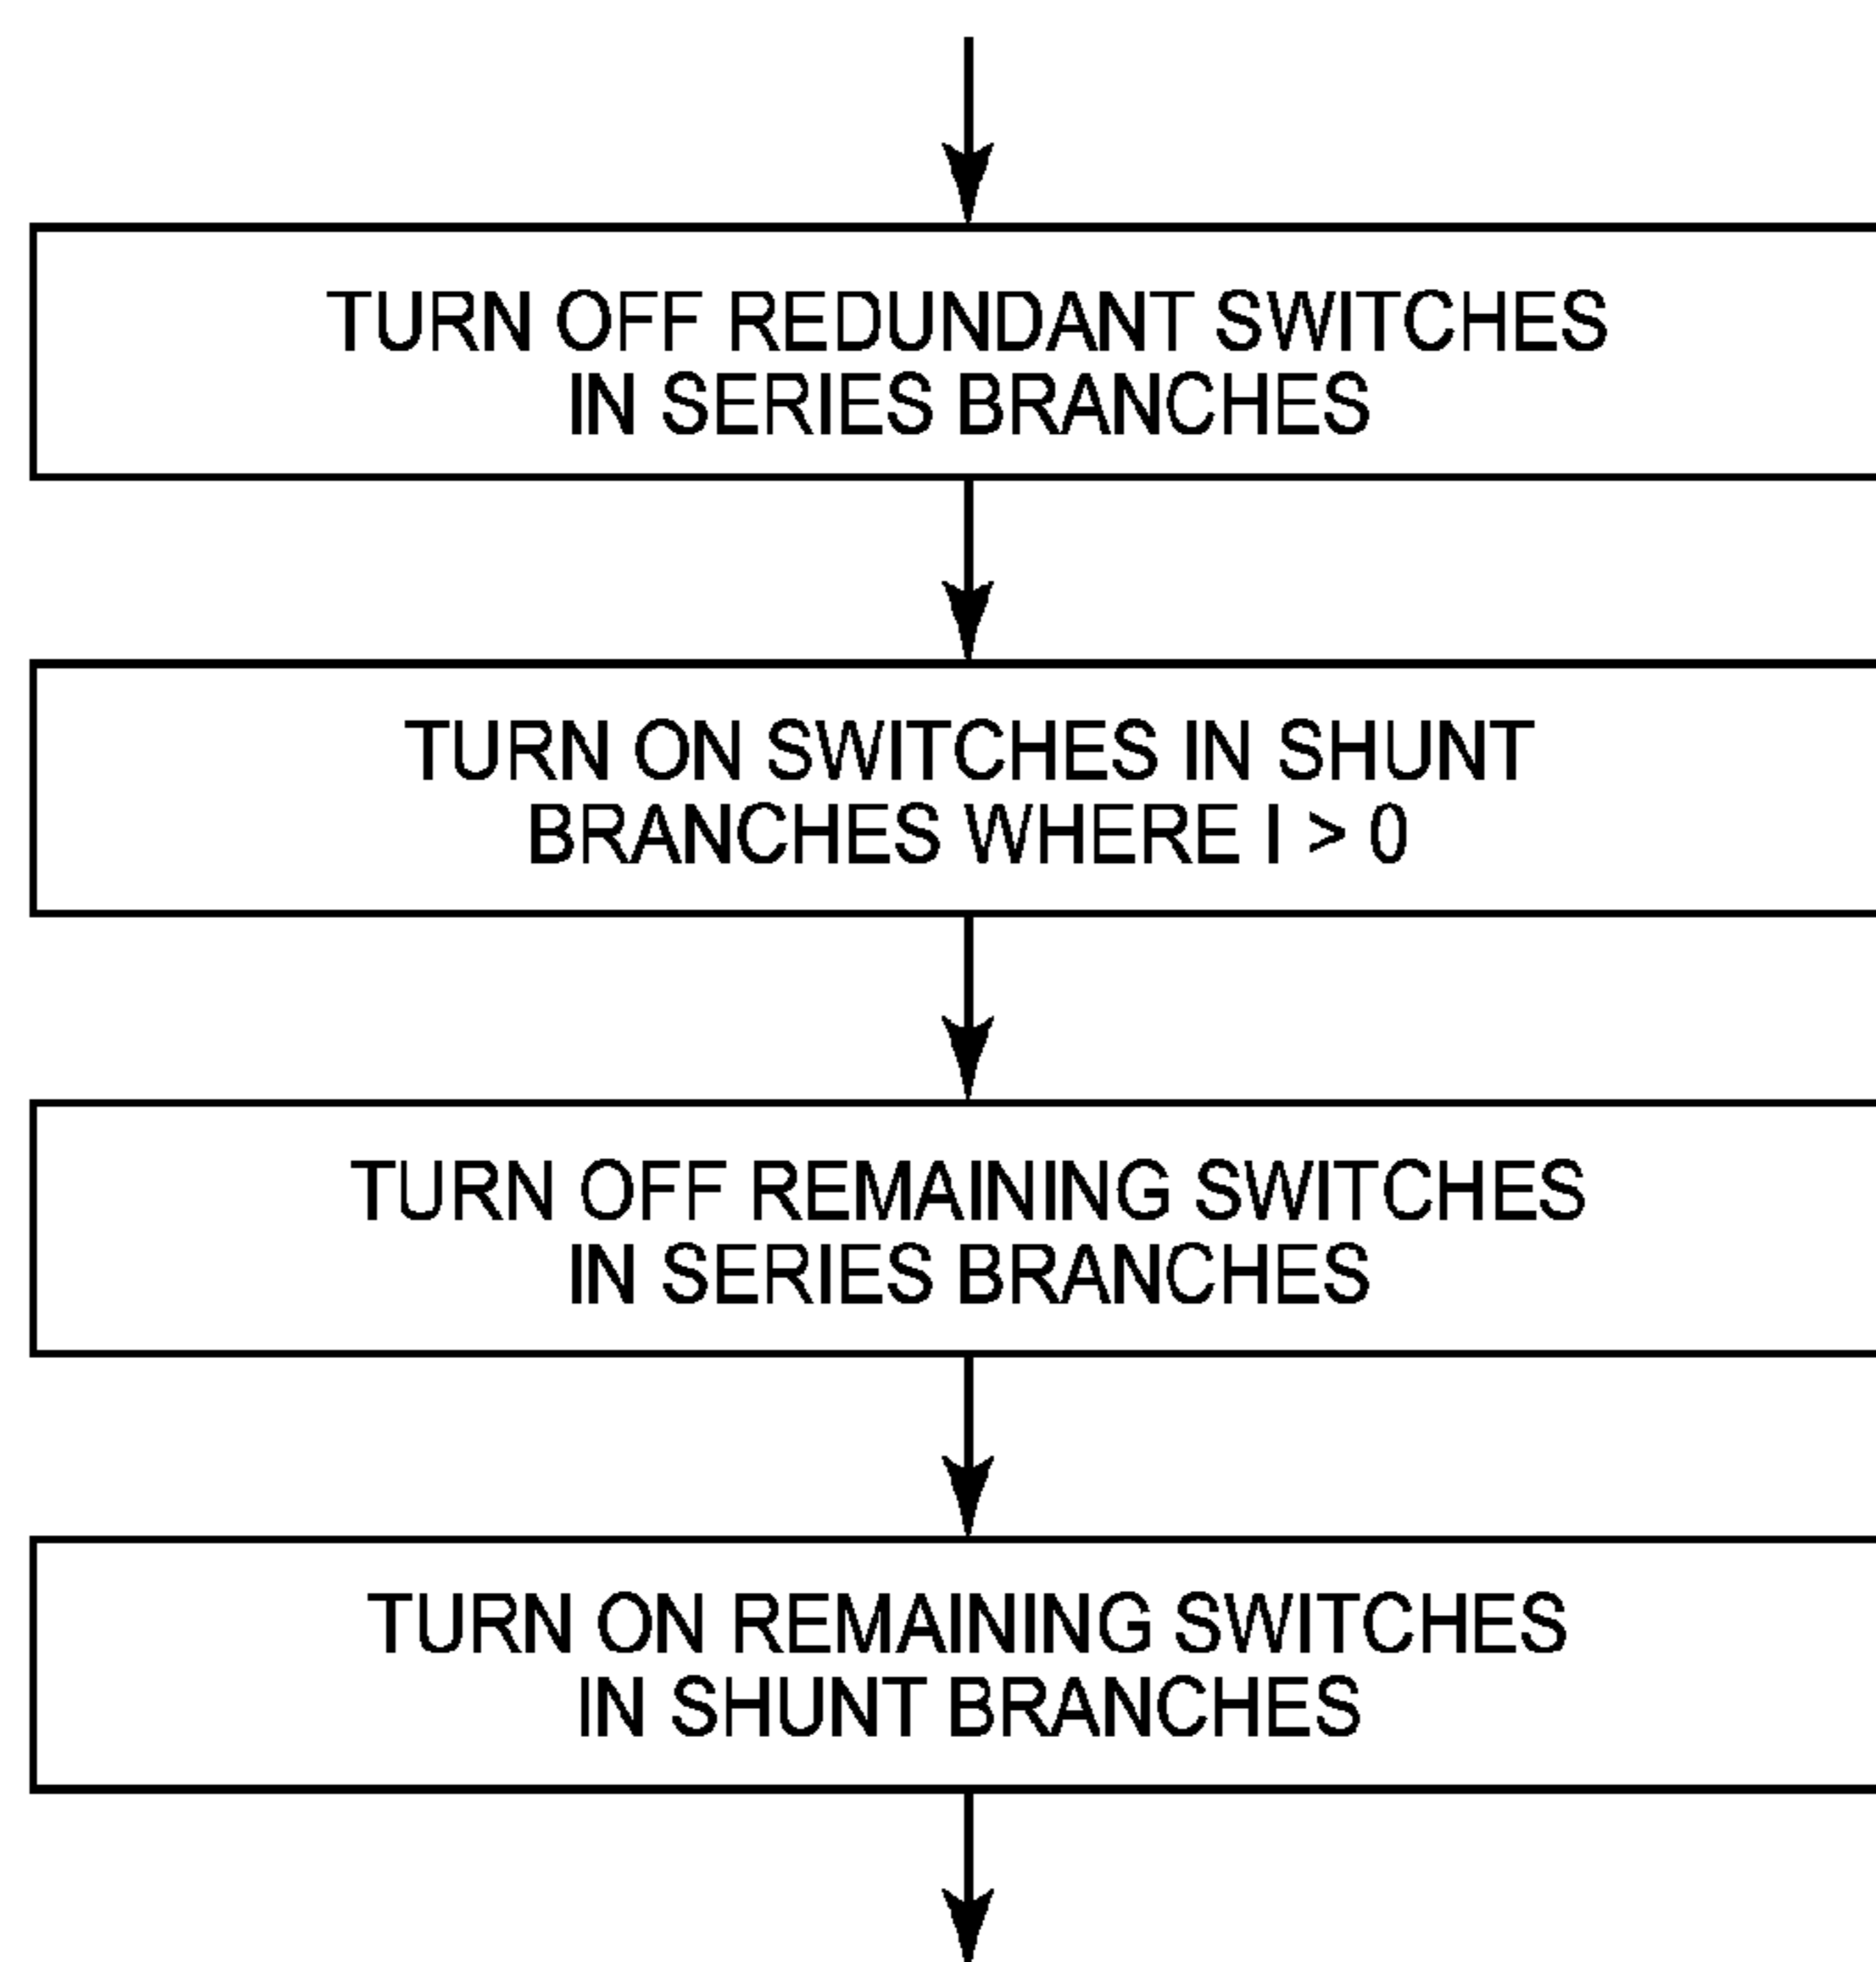 TURN OFF REDUNDANT SWITCHES
IN SERIES BRANCHES
TURN ON SWITCHES IN SHUNT
BRANCHES WHERE I > 0
TURN OFF REMAINING SWITCHES
IN SERIES BRANCHES
TURN ON REMAINING SWITCHES
IN SHUNT BRANCHES